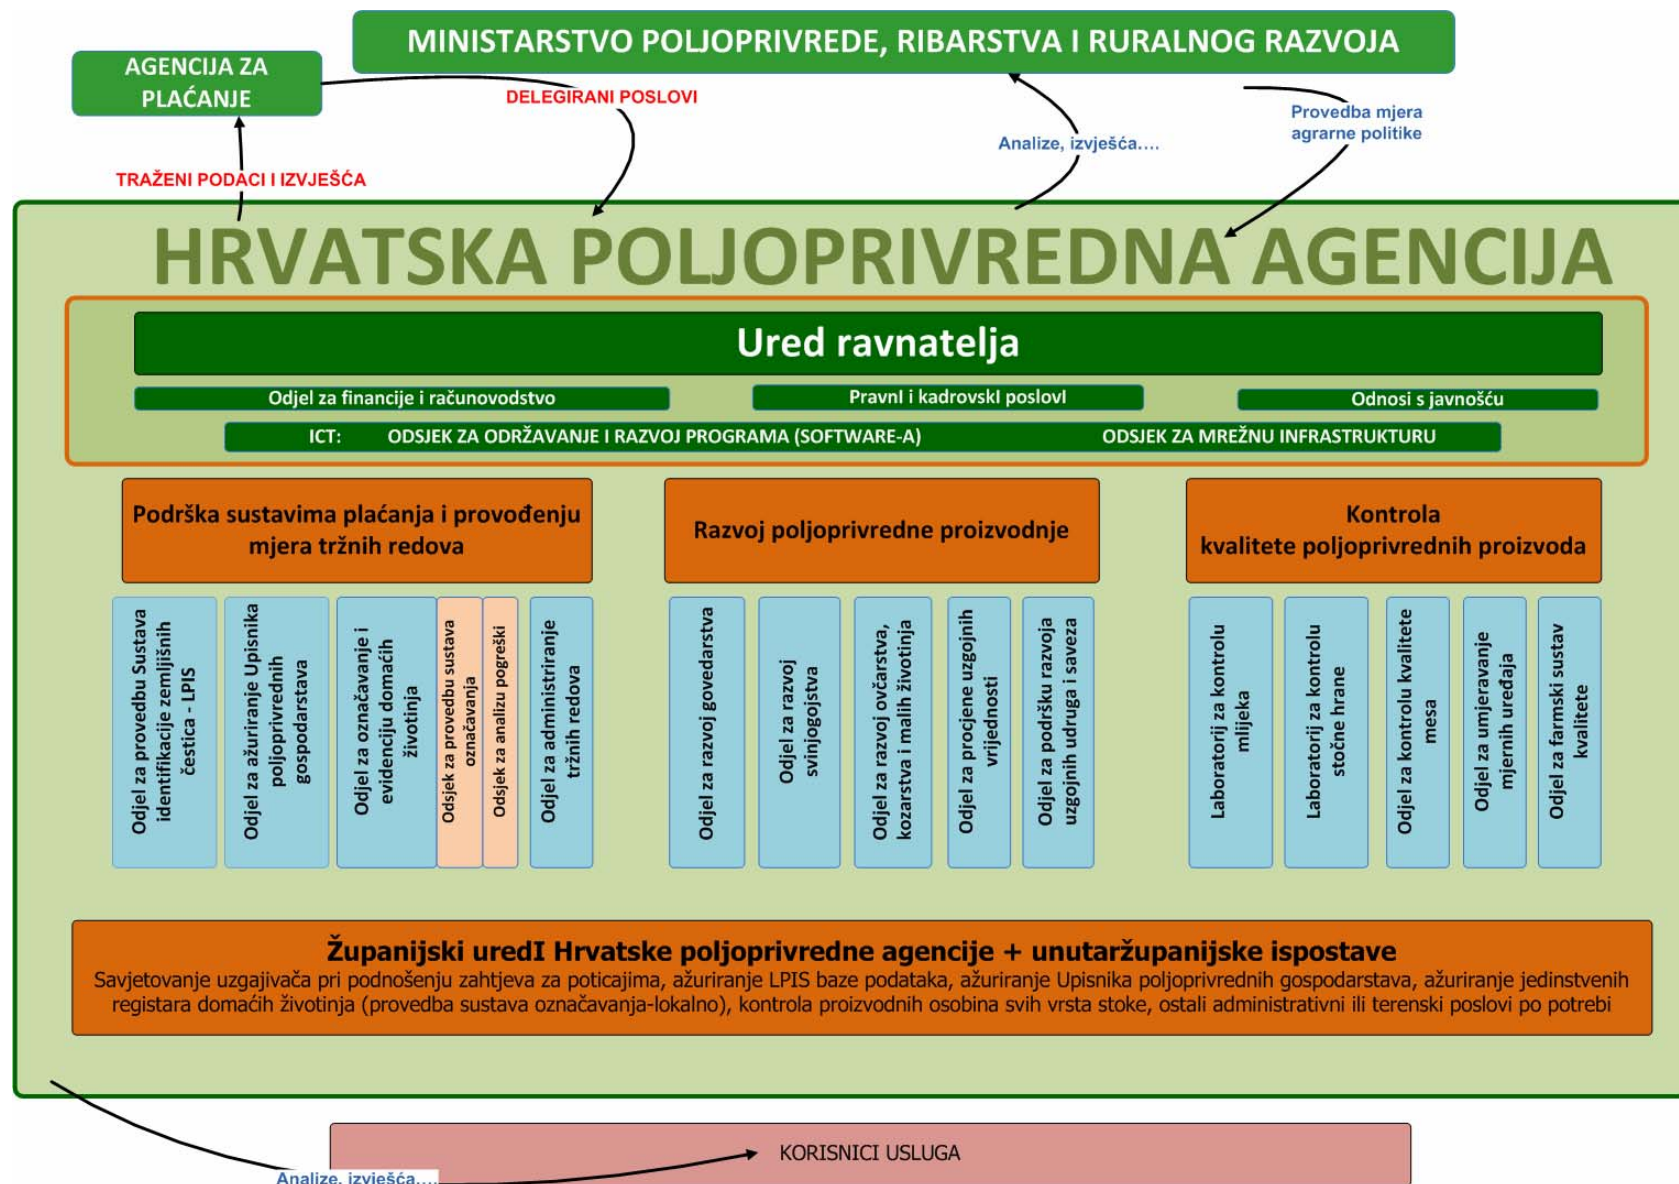 MINISTARSTVO POLJOPRIVREDE, RIBARSTVA I RURALNOG RAZVOJA
AGENCIJA ZA
PLAĆANJE
DELEGIRANI POSLOVI
Analize, izvješća....
Provedba mjera
agrarne politike
TRAŽENI PODACI I IZVJEŠĆA
HRVATSKA POLJOPRIVREDNA AGENCIJA
Ured ravnatelja
Odjel za financije i računovodstvo
PravnI i kadrovskI poslovI
Odnosi s javnošću
ICT: ODSJEK ZA ODRŽAVANJE I RAZVOJ PROGRAMA (SOFTWARE-A) ODSJEK ZA MREŽNU INFRASTRUKTURU
Podrška sustavima plaćanja i provođenju
mjera tržnih redova
Razvoj poljoprivredne proizvodnje
Kontrola
kvalitete poljoprivrednih proizvoda
Odjel za provedbu Sustava
identifikacije zemljišnih
čestica - LPIS
Odjel za ažuriranje Upisnika
poljoprivrednih
gospodarstava
Odjel za označavanje i
evidenciju domaćih
životinja
Odsjek za provedbu sustava
označavanja
Odsjek za analizu pogreški
Odjel za administriranje
tržnih redova
Odjel za razvoj govedarstva
Odjel za razvoj
svinjogojstva
Odjel za razvoj ovčarstva,
kozarstva i malih životinja
Odjel za procjene uzgojnih
vrijednosti
Odjel za podršku razvoja
uzgojnih udruga i saveza
Laboratorij za kontrolu
mlijeka
Laboratorij za kontrolu
stočne hrane
Odjel za kontrolu kvalitete
mesa
Odjel za umjeravanje
mjernih uređaja
Odjel za farmski sustav
kvalitete
Županijski uredI Hrvatske poljoprivredne agencije + unutaržupanijske ispostave
Savjetovanje uzgajivača pri podnošenju zahtjeva za poticajima, ažuriranje LPIS baze podataka, ažuriranje Upisnika poljoprivrednih gospodarstava, ažuriranje jedinstvenih
registara domaćih životinja (provedba sustava označavanja-lokalno), kontrola proizvodnih osobina svih vrsta stoke, ostali administrativni ili terenski poslovi po potrebi
KORISNICI USLUGA
Analize, izvješća....